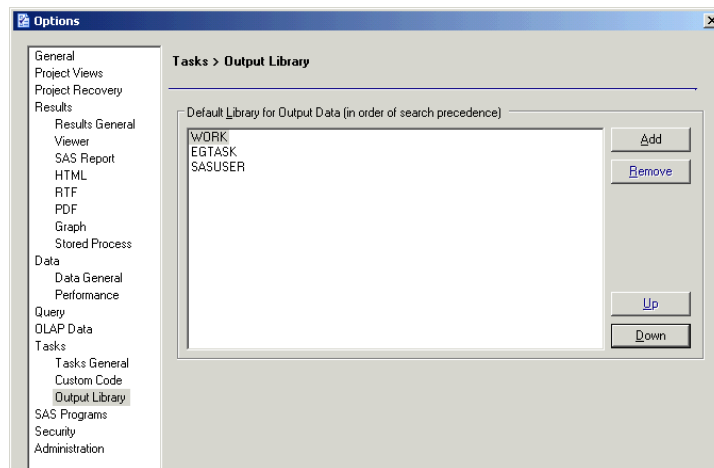 Options
General
Project Views
Project Recovery
Results
Results General
Viewer
SAS Report
HTML
RTF
PDF
Graph
Stored Process
Data
Data General
Performance
Query
OLAP Data
Tasks
Tasks General
Custom Code
Output Library
SAS Programs
Security
Administration
Tasks > Output Library
Default Library for Output Data (in order of search precedence)
WORK
EGTASK
SASUSER
Add
Remove
Up
Down